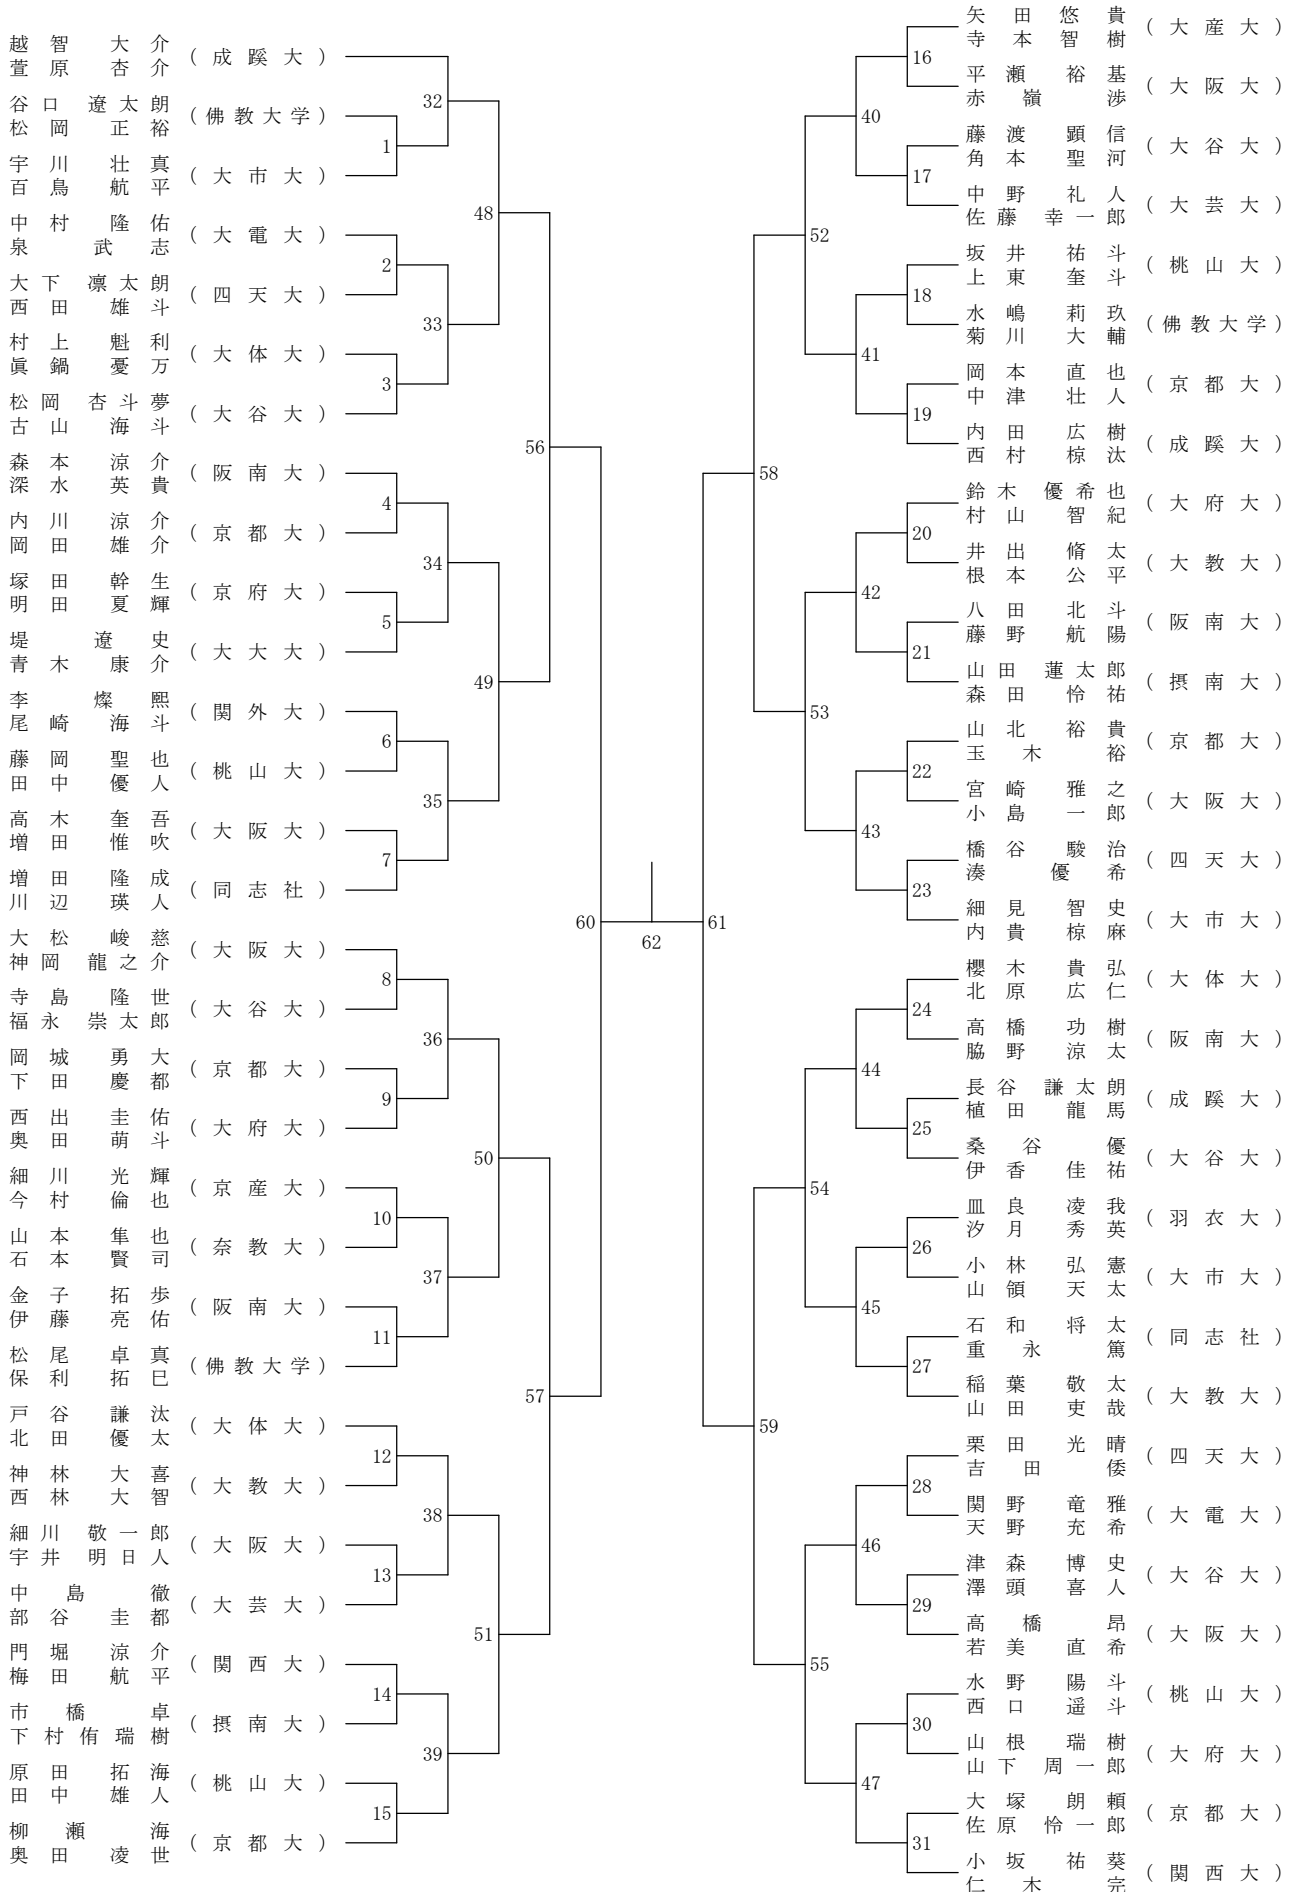 越智 大介
萱原 杏介
(成蹊大)
谷口 遼太朗
松岡 正裕
(佛教大学)
宇川 壮真
百鳥 航平
(大市大)
中村 隆佑
泉 武志
(大電大)
大下 凛太朗
西田 雄斗
(四天大)
村上 魁利
眞鍋 憂万
(大体大)
松岡 杏斗夢
古山 海斗
(大谷大)
森本 涼介
深水 英貴
(阪南大)
内川 涼介
岡田 雄介
(京都大)
塚田 幹生
明田 夏輝
(京府大)
堤 遼史
青木 康介
(大大大)
李 燦熙
尾崎 海斗
(関外大)
藤岡 聖也
田中 優人
(桃山大)
高木 奎吾
増田 惟吹
(大阪大)
増田 隆成
川辺 瑛人
(同志社)
大松 峻慈
神岡 龍之介
(大阪大)
寺島 隆世
福永 崇太郎
(大谷大)
岡城 勇大
下田 慶都
(京都大)
西出 圭佑
奥田 萌斗
(大府大)
細川 光輝
今村 倫也
(京産大)
山本 隼也
石本 賢司
(奈教大)
金子 拓歩
伊藤 亮佑
(阪南大)
松尾 卓真
保利 拓巳
(佛教大学)
戸谷 謙汰
北田 優太
(大体大)
神林 大喜
西林 大智
(大教大)
細川 敬一郎
宇井 明日人
(大阪大)
中島 徹
部谷 圭都
(大芸大)
門堀 涼介
梅田 航平
(関西大)
市橋 卓
下村 侑瑞樹
(摂南大)
原田 拓海
田中 雄人
(桃山大)
柳瀬 海
奥田 凌世
(京都大)
1
2
3
4
5
6
7
8
9
10
11
12
13
14
15
32
33
34
35
36
37
38
39
48
49
50
51
56
57
60
62
61
58
59
52
53
54
55
40
41
42
43
44
45
46
47
16
17
18
19
20
21
22
23
24
25
26
27
28
29
30
31
矢田 悠貴
寺本 智樹
(大産大)
平瀬 裕基
赤嶺 渉
(大阪大)
藤渡 顕信
角本 聖河
(大谷大)
中野 礼人
佐藤 幸一郎
(大芸大)
坂井 祐斗
上東 奎斗
(桃山大)
水嶋 莉玖
菊川 大輔
(佛教大学)
岡本 直也
中津 壮人
(京都大)
内田 広樹
西村 椋汰
(成蹊大)
鈴木 優希也
村山 智紀
(大府大)
井出 脩太
根本 公平
(大教大)
八田 北斗
藤野 航陽
(阪南大)
山田 蓮太郎
森田 怜祐
(摂南大)
山北 裕貴
玉木 裕
(京都大)
宮崎 雅之
小島 一郎
(大阪大)
橋谷 駿治
湊 優希
(四天大)
細見 智史
内貴 椋麻
(大市大)
櫻木 貴弘
北原 広仁
(大体大)
高橋 功樹
脇野 涼太
(阪南大)
長谷 謙太朗
植田 龍馬
(成蹊大)
桑谷 優
伊香 佳祐
(大谷大)
皿良 凌我
汐月 秀英
(羽衣大)
小林 弘憲
山領 天太
(大市大)
石和 将太
重永 篤
(同志社)
稲葉 敬太
山田 吏哉
(大教大)
栗田 光晴
吉田 倭
(四天大)
関野 竜雅
天野 充希
(大電大)
津森 博史
澤頭 喜人
(大谷大)
高橋 昂
若美 直希
(大阪大)
水野 陽斗
西口 遥斗
(桃山大)
山根 瑞樹
山下 周一郎
(大府大)
大塚 朗頼
佐原 怜一郎
(京都大)
小坂 祐葵
仁木 完
(関西大)